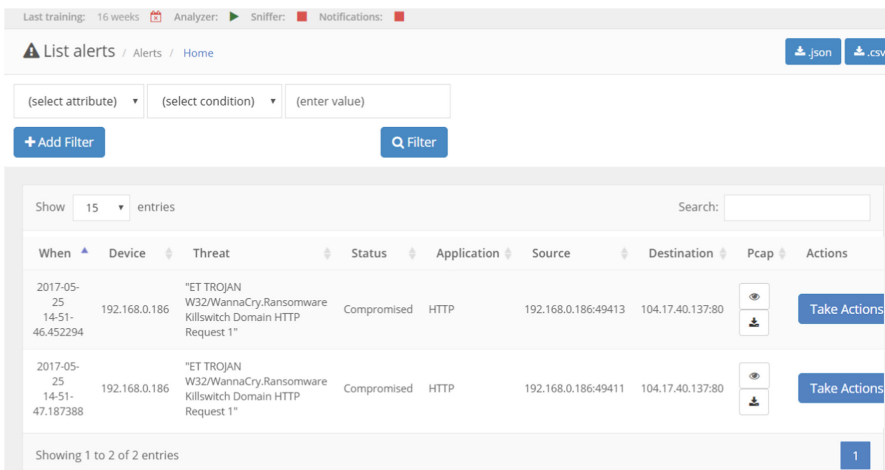 Last training: 16 weeks Analyzer: Sniffer: Notifications:
List alerts / Alerts / Home
.json .csv
(select attribute) (select condition) (enter value)
Add Filter Filter
Show 15 entries Search:
When Device Threat Status Application Source Destination Pcap Actions
2017-05-25 14-51-46.452294 192.168.0.186 "ET TROJAN W32/WannaCry.Ransomware Killswitch Domain HTTP Request 1" Compromised HTTP 192.168.0.186:49413 104.17.40.137:80 Take Actions
2017-05-25 14-51-47.187388 192.168.0.186 "ET TROJAN W32/WannaCry.Ransomware Killswitch Domain HTTP Request 1" Compromised HTTP 192.168.0.186:49411 104.17.40.137:80 Take Actions
Showing 1 to 2 of 2 entries 1